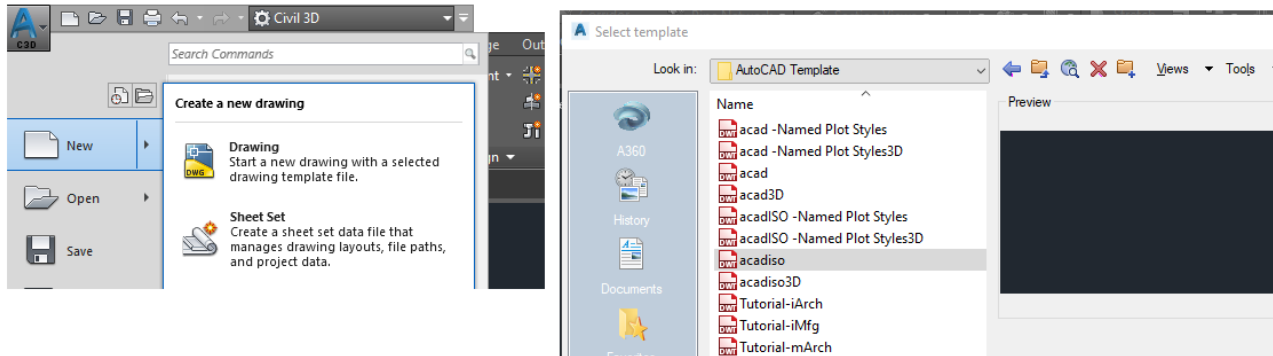 A
C3D
Civil 3D
Search Commands
ge Out
nt
Create a new drawing
New
Drawing
Start a new drawing with a selected
drawing template file.
DWG
gn
Open
Sheet Set
Create a sheet set data file that
manages drawing layouts, file paths,
and project data.
Save
A Select template
Look in: AutoCAD Template Views Tools
Name
Preview
A360
History
Documents
acad -Named Plot Styles
acad -Named Plot Styles3D
acad
acad3D
acadISO -Named Plot Styles
acadISO -Named Plot Styles3D
acadiso
acadiso3D
Tutorial-iArch
Tutorial-iMfg
Tutorial-mArch